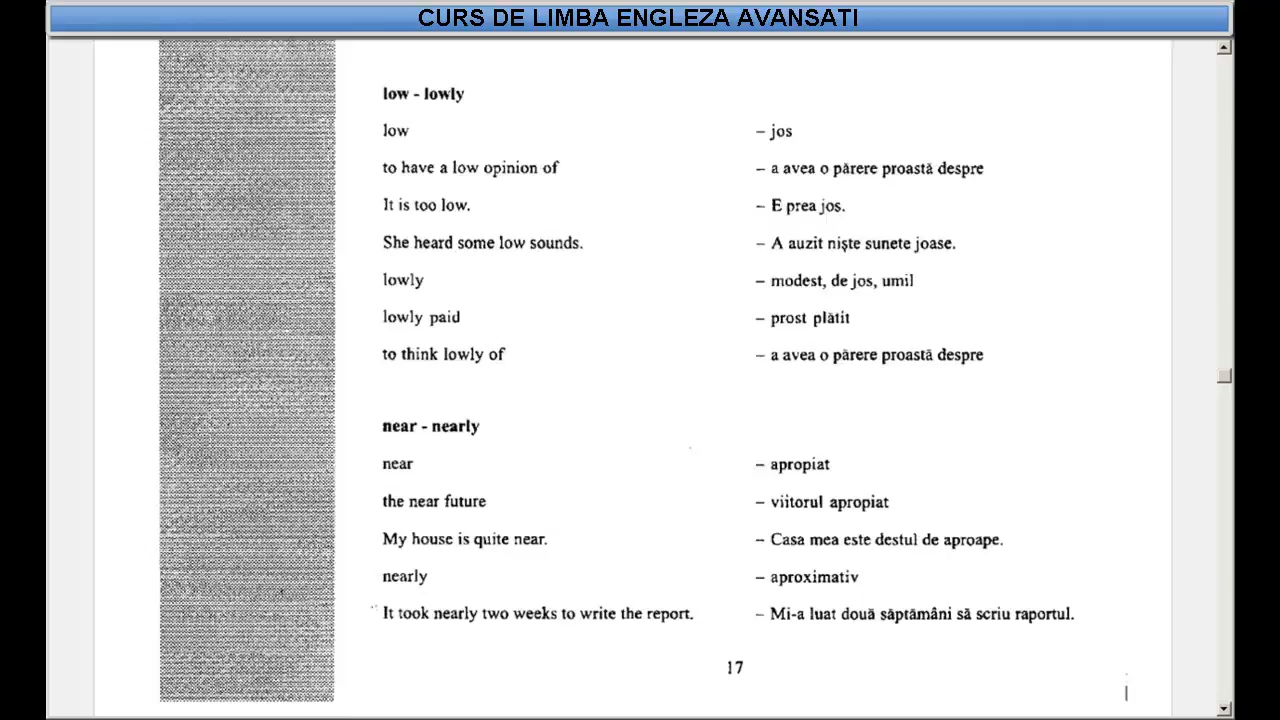 CURS DE LIMBA ENGLEZA AVANSATI
low - lowly
low – jos
to have a low opinion of – a avea o părere proastă despre
It is too low. – E prea jos.
She heard some low sounds. – A auzit niște sunete joase.
lowly – modest, de jos, umil
lowly paid – prost plătit
to think lowly of – a avea o părere proastă despre
near - nearly
near – apropiat
the near future – viitorul apropiat
My house is quite near. – Casa mea este destul de aproape.
nearly – aproximativ
It took nearly two weeks to write the report. – Mi-a luat două săptămâni să scriu raportul.
17